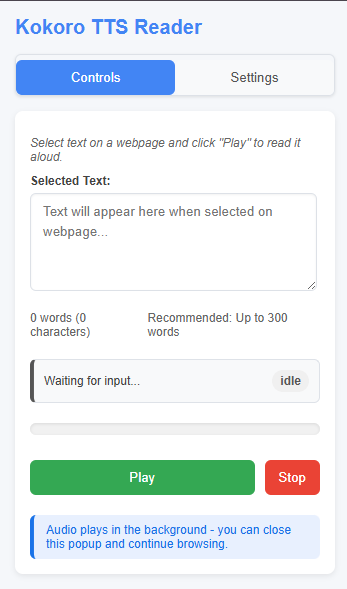 Kokoro TTS Reader
Controls
Settings
Select text on a webpage and click "Play" to read it
aloud.
Selected Text:
Text will appear here when selected on
webpage...
0 words (0
characters)
Recommended: Up to 300
words
Waiting for input...
idle
Play
Stop
Audio plays in the background - you can close
this popup and continue browsing.